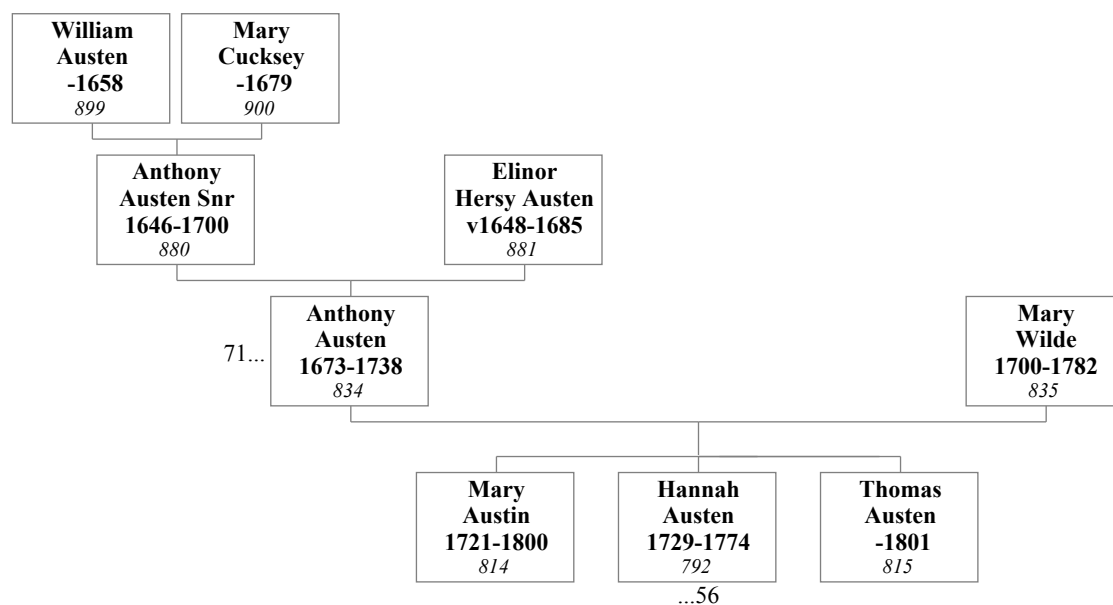 William
Austen
-1658
899
Mary
Cucksey
-1679
900
Anthony
Austen Snr
1646-1700
880
Elinor
Hersy Austen
v1648-1685
881
71...
Anthony
Austen
1673-1738
834
Mary
Wilde
1700-1782
835
Mary
Austin
1721-1800
814
Hannah
Austen
1729-1774
792
...56
Thomas
Austen
-1801
815